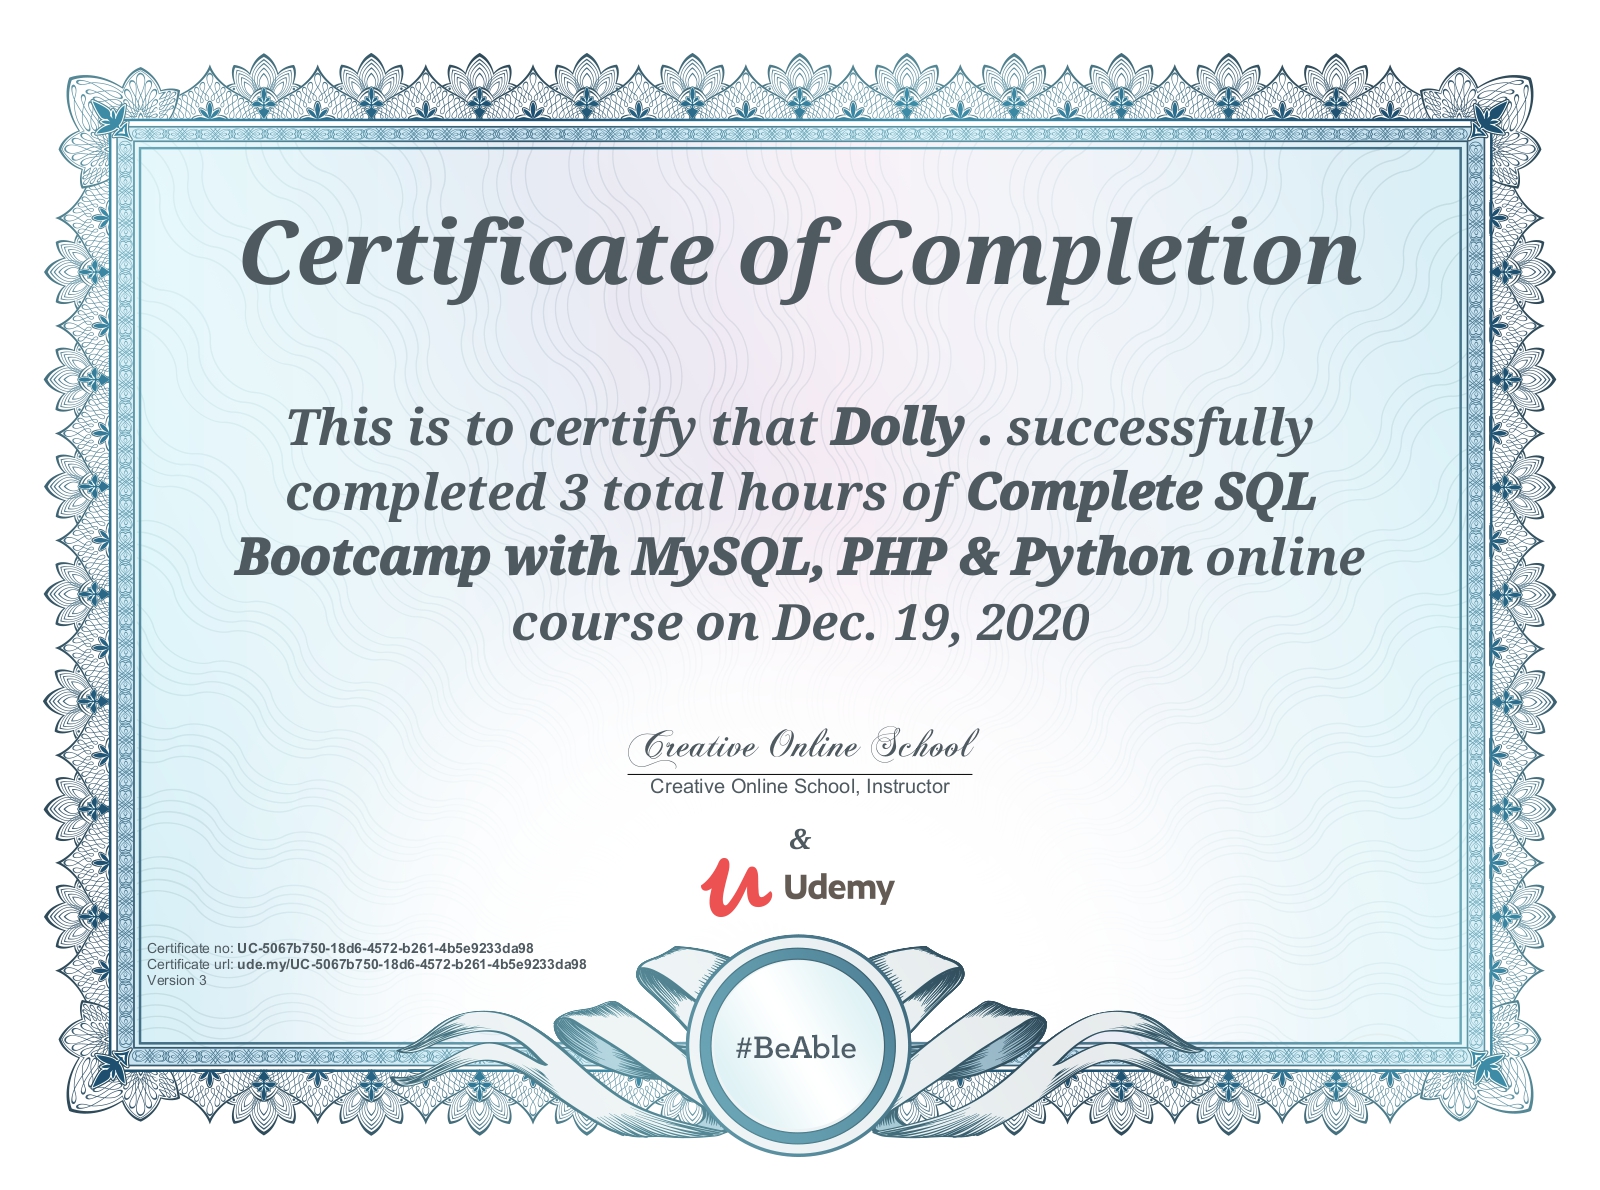 Certificate of Completion
This is to certify that Dolly . successfully
completed 3 total hours of Complete SQL
Bootcamp with MySQL, PHP & Python online
course on Dec. 19, 2020
Creative Online School
Creative Online School, Instructor
&
Udemy
Certificate no: UC-5067b750-18d6-4572-b261-4b5e9233da98
Certificate url: ude.my/UC-5067b750-18d6-4572-b261-4b5e9233da98
Version 3
#BeAble